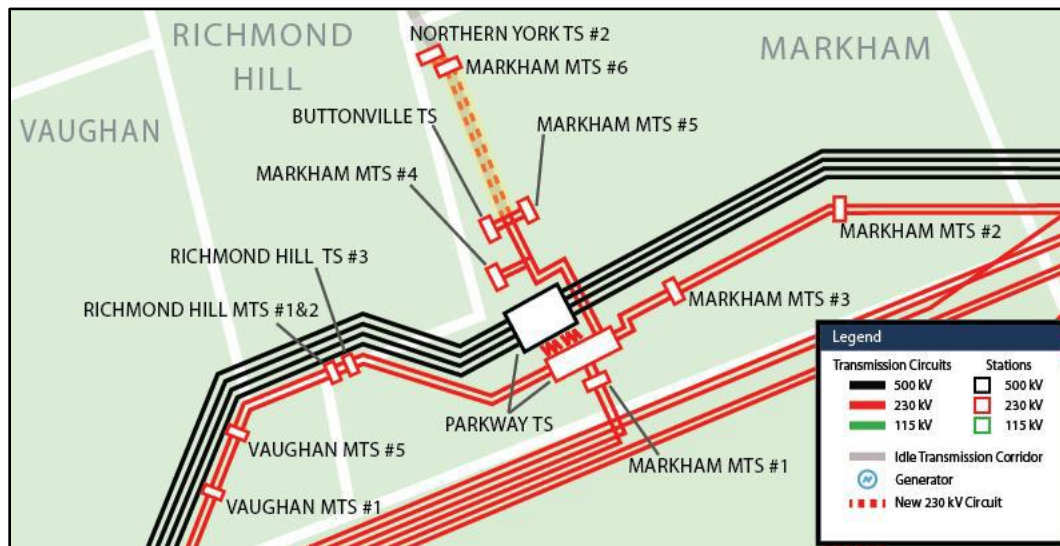 RICHMOND
HILL
VAUGHAN
MARKHAM
NORTHERN YORK TS #2
MARKHAM MTS #6
BUTTONVILLE TS
MARKHAM MTS #5
MARKHAM MTS #4
MARKHAM MTS #2
RICHMOND HILL TS #3
RICHMOND HILL MTS #1&2
MARKHAM MTS #3
PARKWAY TS
VAUGHAN MTS #5
MARKHAM MTS #1
VAUGHAN MTS #1
Legend
Transmission Circuits
Stations
500 kV
500 kV
230 kV
230 kV
115 kV
115 kV
Idle Transmission Corridor
Generator
New 230 kV Circuit